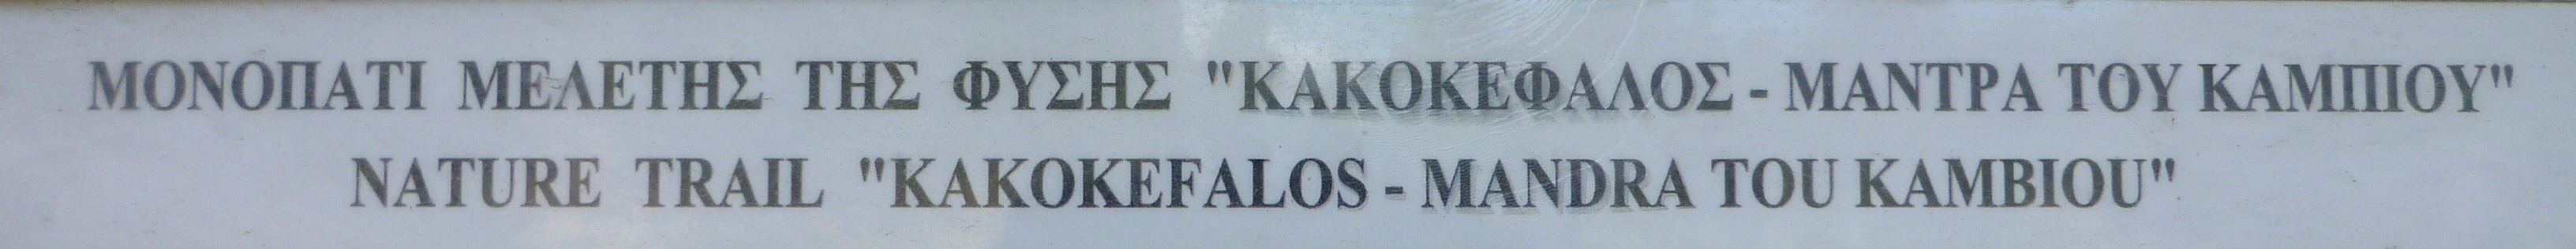 ΜΟΝΟΠΑΤΙ ΜΕΛΕΤΗΣ ΤΗΣ ΦΥΣΗΣ "ΚΑΚΟΚΕΦΑΛΟΣ - ΜΑΝΤΡΑ ΤΟΥ ΚΑΜΠΙΟΥ"
NATURE TRAIL "KAKOKEFALOS - MANDRA TOU KAMBIOU"